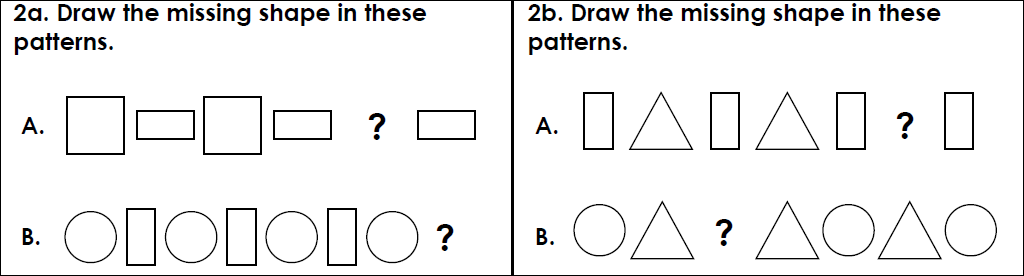 2a. Draw the missing shape in these
patterns.
A. ?
B. ?
2b. Draw the missing shape in these
patterns.
A. ?
B. ?